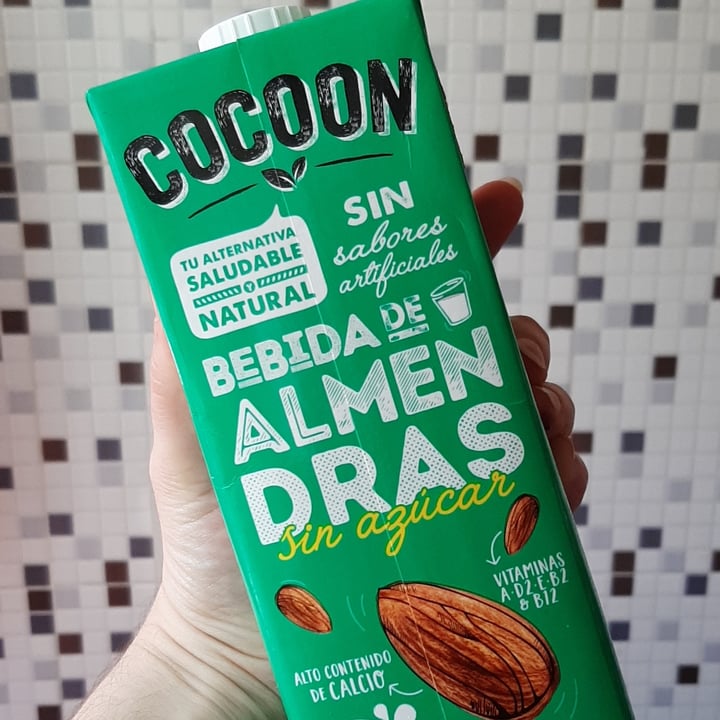 COCOON
TU ALTERNATIVA
SALUDABLE
Y
NATURAL
SIN
sabores
artificiales
BEBIDA DE
ALMEN
DRAS
sin azúcar
VITAMINAS
A·D2·E·B2
& B12
ALTO CONTENIDO
DE CALCIO